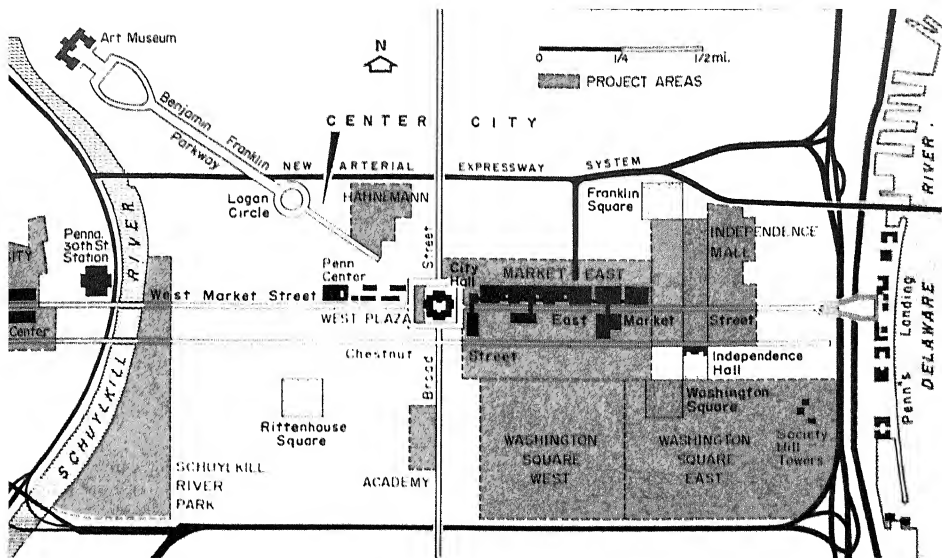 Art Museum
N
0 1/4 1/2mi.
PROJECT AREAS
Benjamin Franklin
Parkway
CENTER CITY
NEW ARTERIAL EXPRESSWAY SYSTEM
Logan
Circle
HAHNEMANN
Franklin
Square
INDEPENDENCE
MALL
RIVER.
DELAWARE
Penn's Landing
Penna.
30th St
Station
CITY
Center
SCHUYLKILL RIVER
Penn
Center
Broad Street
City
Hall
MARKET EAST
West Market Street
East Market Street
WEST PLAZA
Chestnut Street
Independence
Hall
Rittenhouse
Square
Washington
Square
Society
Hill
Towers
WASHINGTON
SQUARE
WEST
WASHINGTON
SQUARE
EAST
SCHUYLKILL
RIVER
PARK
ACADEMY